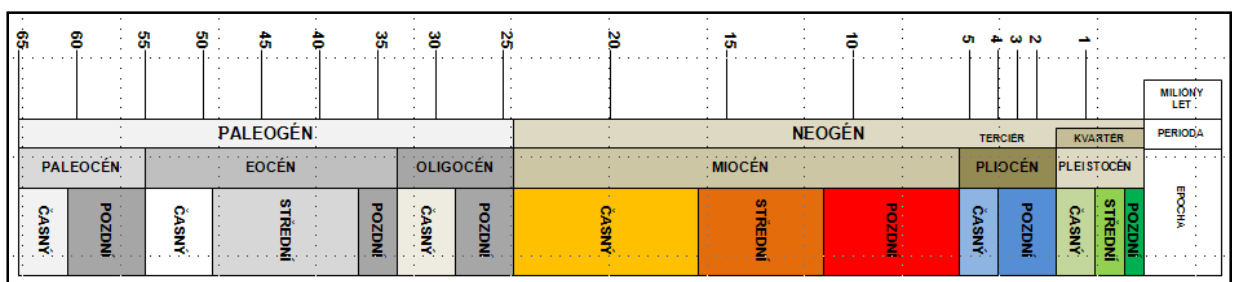 65 60 55 50 45 40 35 30 25 20 15 10 5 4 3 2 1
MILIÓNY
LET
PALEOGÉN NEOGÉN TERCIÉR KVARTÉR PERIODA
PALEOCÉN EOCÉN OLIGOCÉN MIOCÉN PLIOCÉN PLEISTOCÉN
EPOCHA
ČASNÝ POZDNÍ ČASNÝ STŘEDNÍ POZDNÍ ČASNÝ POZDNÍ ČASNÝ STŘEDNÍ POZDNÍ ČASNÝ POZDNÍ ČASNÝ STŘEDNÍ POZDNÍ